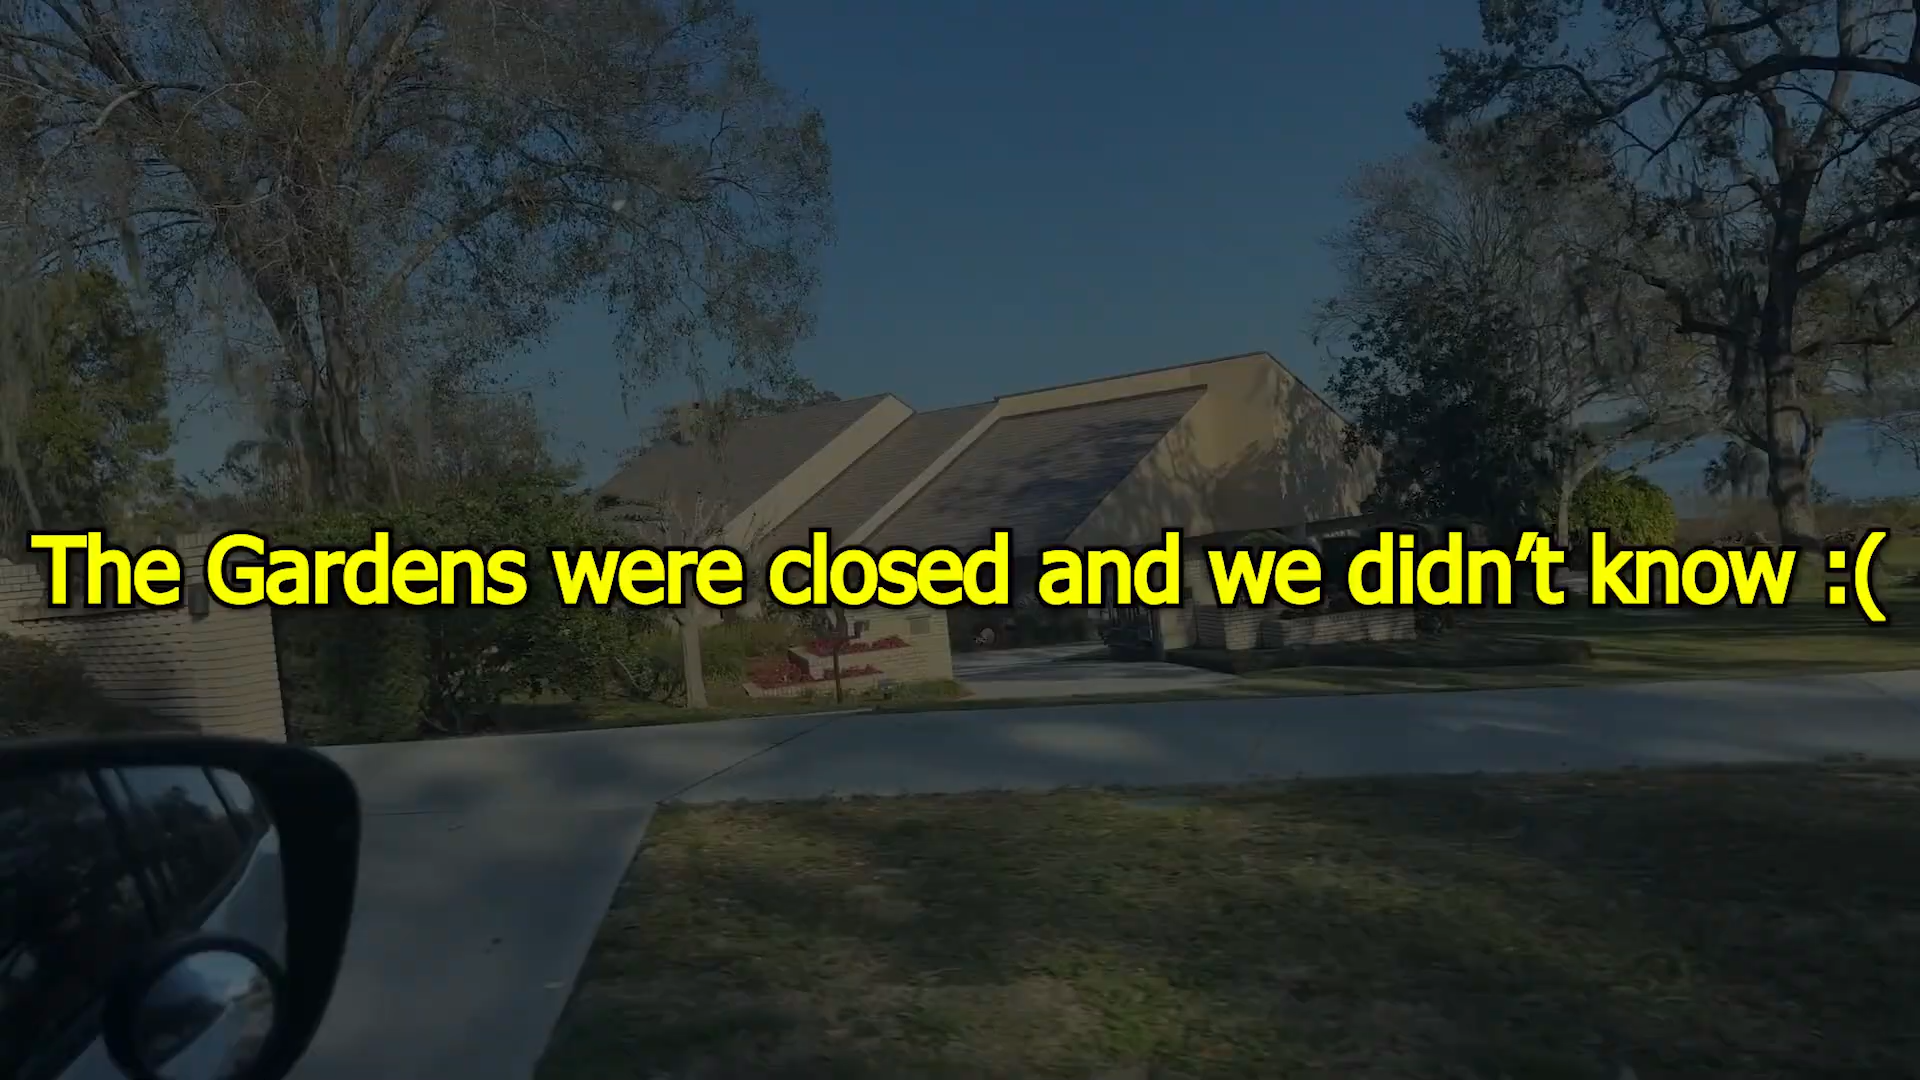 The Gardens were closed and we didn’t know :(